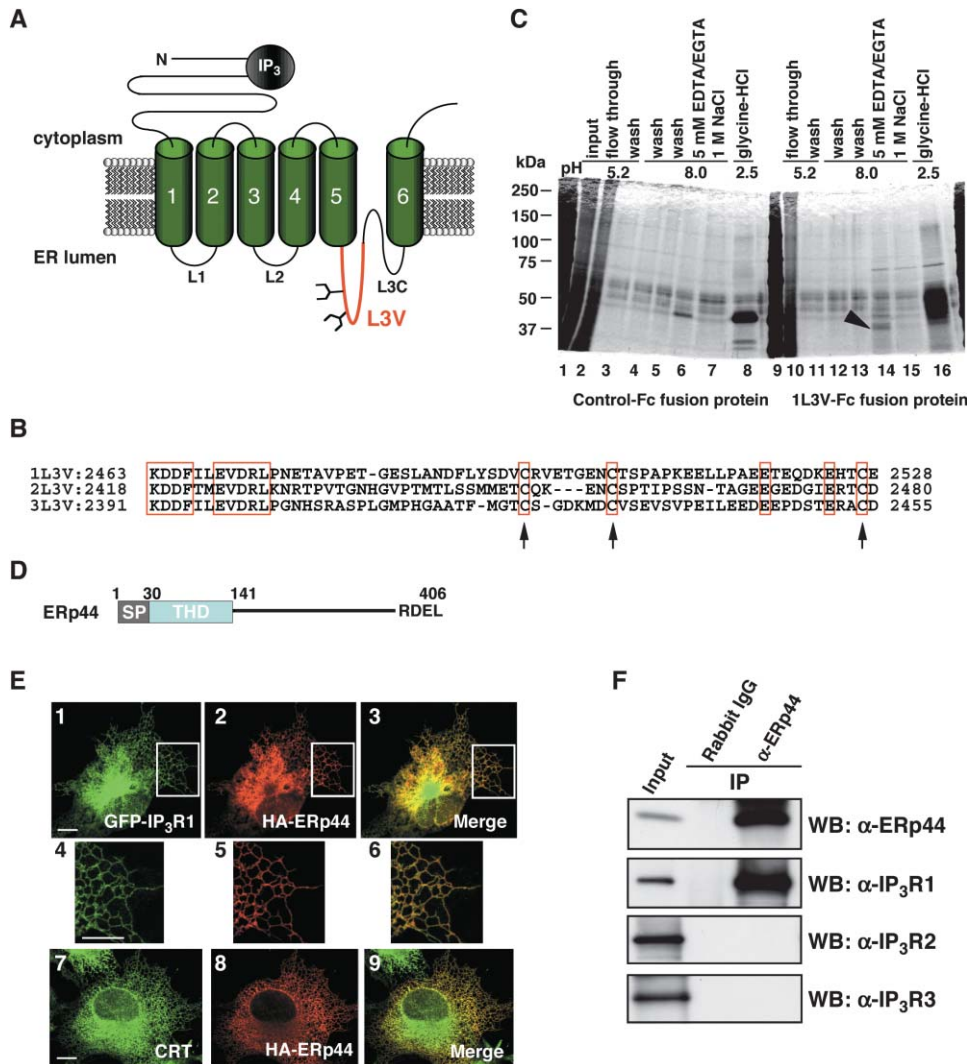 A
N
IP3
cytoplasm
1 2 3 4 5 6
ER lumen
L1 L2 L3C
L3V
C
input
flow through
wash
wash
wash
5 mM EDTA/EGTA
1 M NaCl
glycine-HCl
flow through
wash
wash
wash
5 mM EDTA/EGTA
1 M NaCl
glycine-HCl
kDa
pH 5.2 8.0 2.5 5.2 8.0 2.5
250
150
100
75
50
37
1 2 3 4 5 6 7 8 9 10 11 12 13 14 15 16
Control-Fc fusion protein 1L3V-Fc fusion protein
B
1L3V:2463 KDDFILEVDRLPNETAVPET-GESLANDFLYSDVCRVETGENCTSPAPKEELLPAEETEQDKEHTCE 2528
2L3V:2418 KDDFTMEVDRLKNRTPVTGNHGVPTMTLSSMMETCQK---ENCSPTIPSSN-TAGEEGEDGIERTCD 2480
3L3V:2391 KDDFILEVDRLPGNHSRASPLGMPHGAATF-MGTCS-GDKMDCVSEVSVPEILEEDEEPDSTERACD 2455
D
1 30 141 406
ERp44 SP THD RDEL
E
1 2 3
GFP-IP3R1 HA-ERp44 Merge
4 5 6
7 8 9
CRT HA-ERp44 Merge
F
Input
Rabbit IgG
α-ERp44
IP
WB: α-ERp44
WB: α-IP3R1
WB: α-IP3R2
WB: α-IP3R3